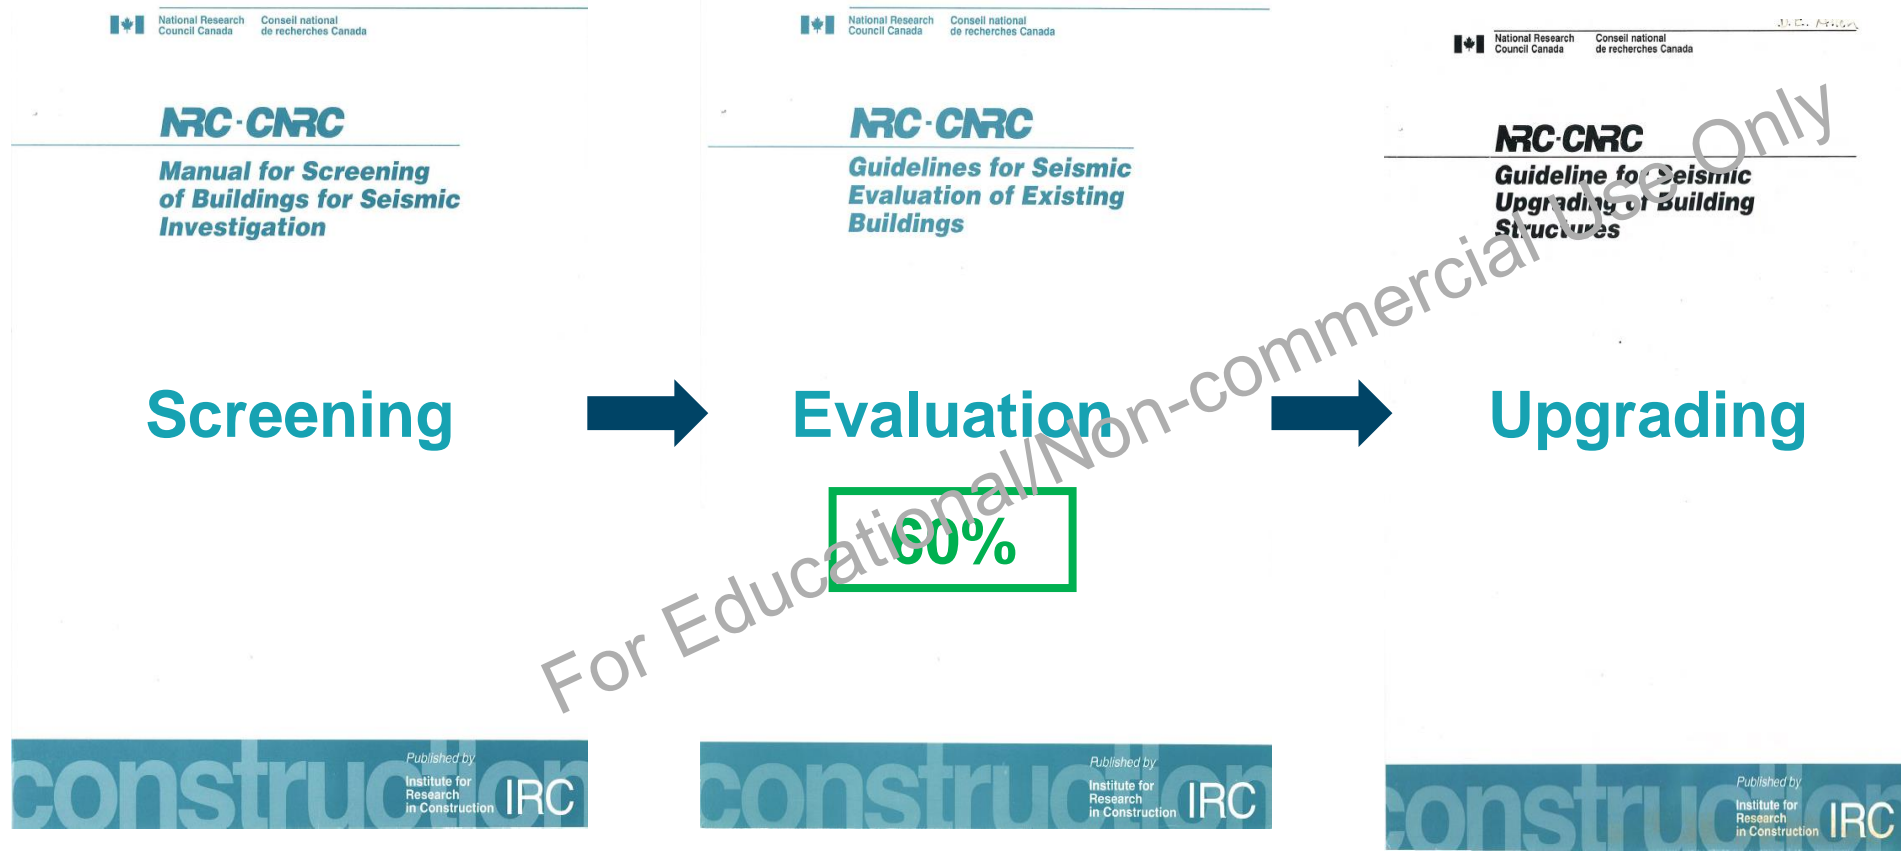 National Research
Council Canada
Conseil national
de recherches Canada
NRC·CNRC
Manual for Screening
of Buildings for Seismic
Investigation
Screening
construction
Published by
Institute for
Research
in Construction
IRC
National Research
Council Canada
Conseil national
de recherches Canada
NRC·CNRC
Guidelines for Seismic
Evaluation of Existing
Buildings
Evaluation
60%
construction
Published by
Institute for
Research
in Construction
IRC
National Research
Council Canada
Conseil national
de recherches Canada
NRC·CNRC
Guideline for Seismic
Upgrading of Building
Structures
Upgrading
construction
Published by
Institute for
Research
in Construction
IRC
For Educational/Non-commercial Use Only